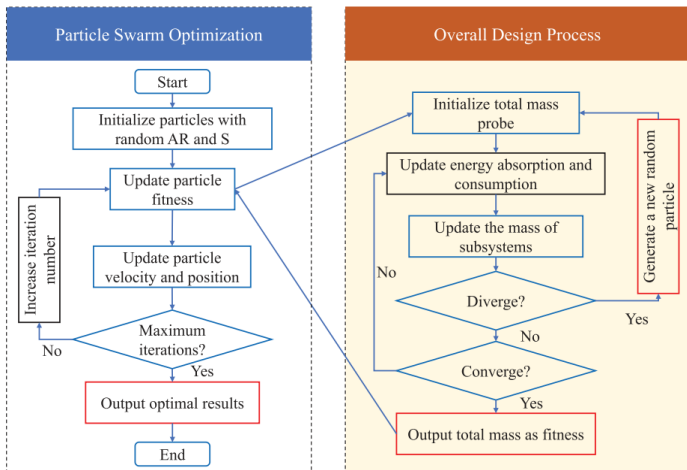 Particle Swarm Optimization
Start
Initialize particles with
random AR and S
Update particle
fitness
Increase iteration
number
Update particle
velocity and position
Maximum
iterations?
No
Yes
Output optimal results
End
Overall Design Process
Initialize total mass
probe
Update energy absorption and
consumption
Update the mass of
subsystems
Generate a new random
particle
No
Diverge?
Yes
No
Converge?
Yes
Output total mass as fitness